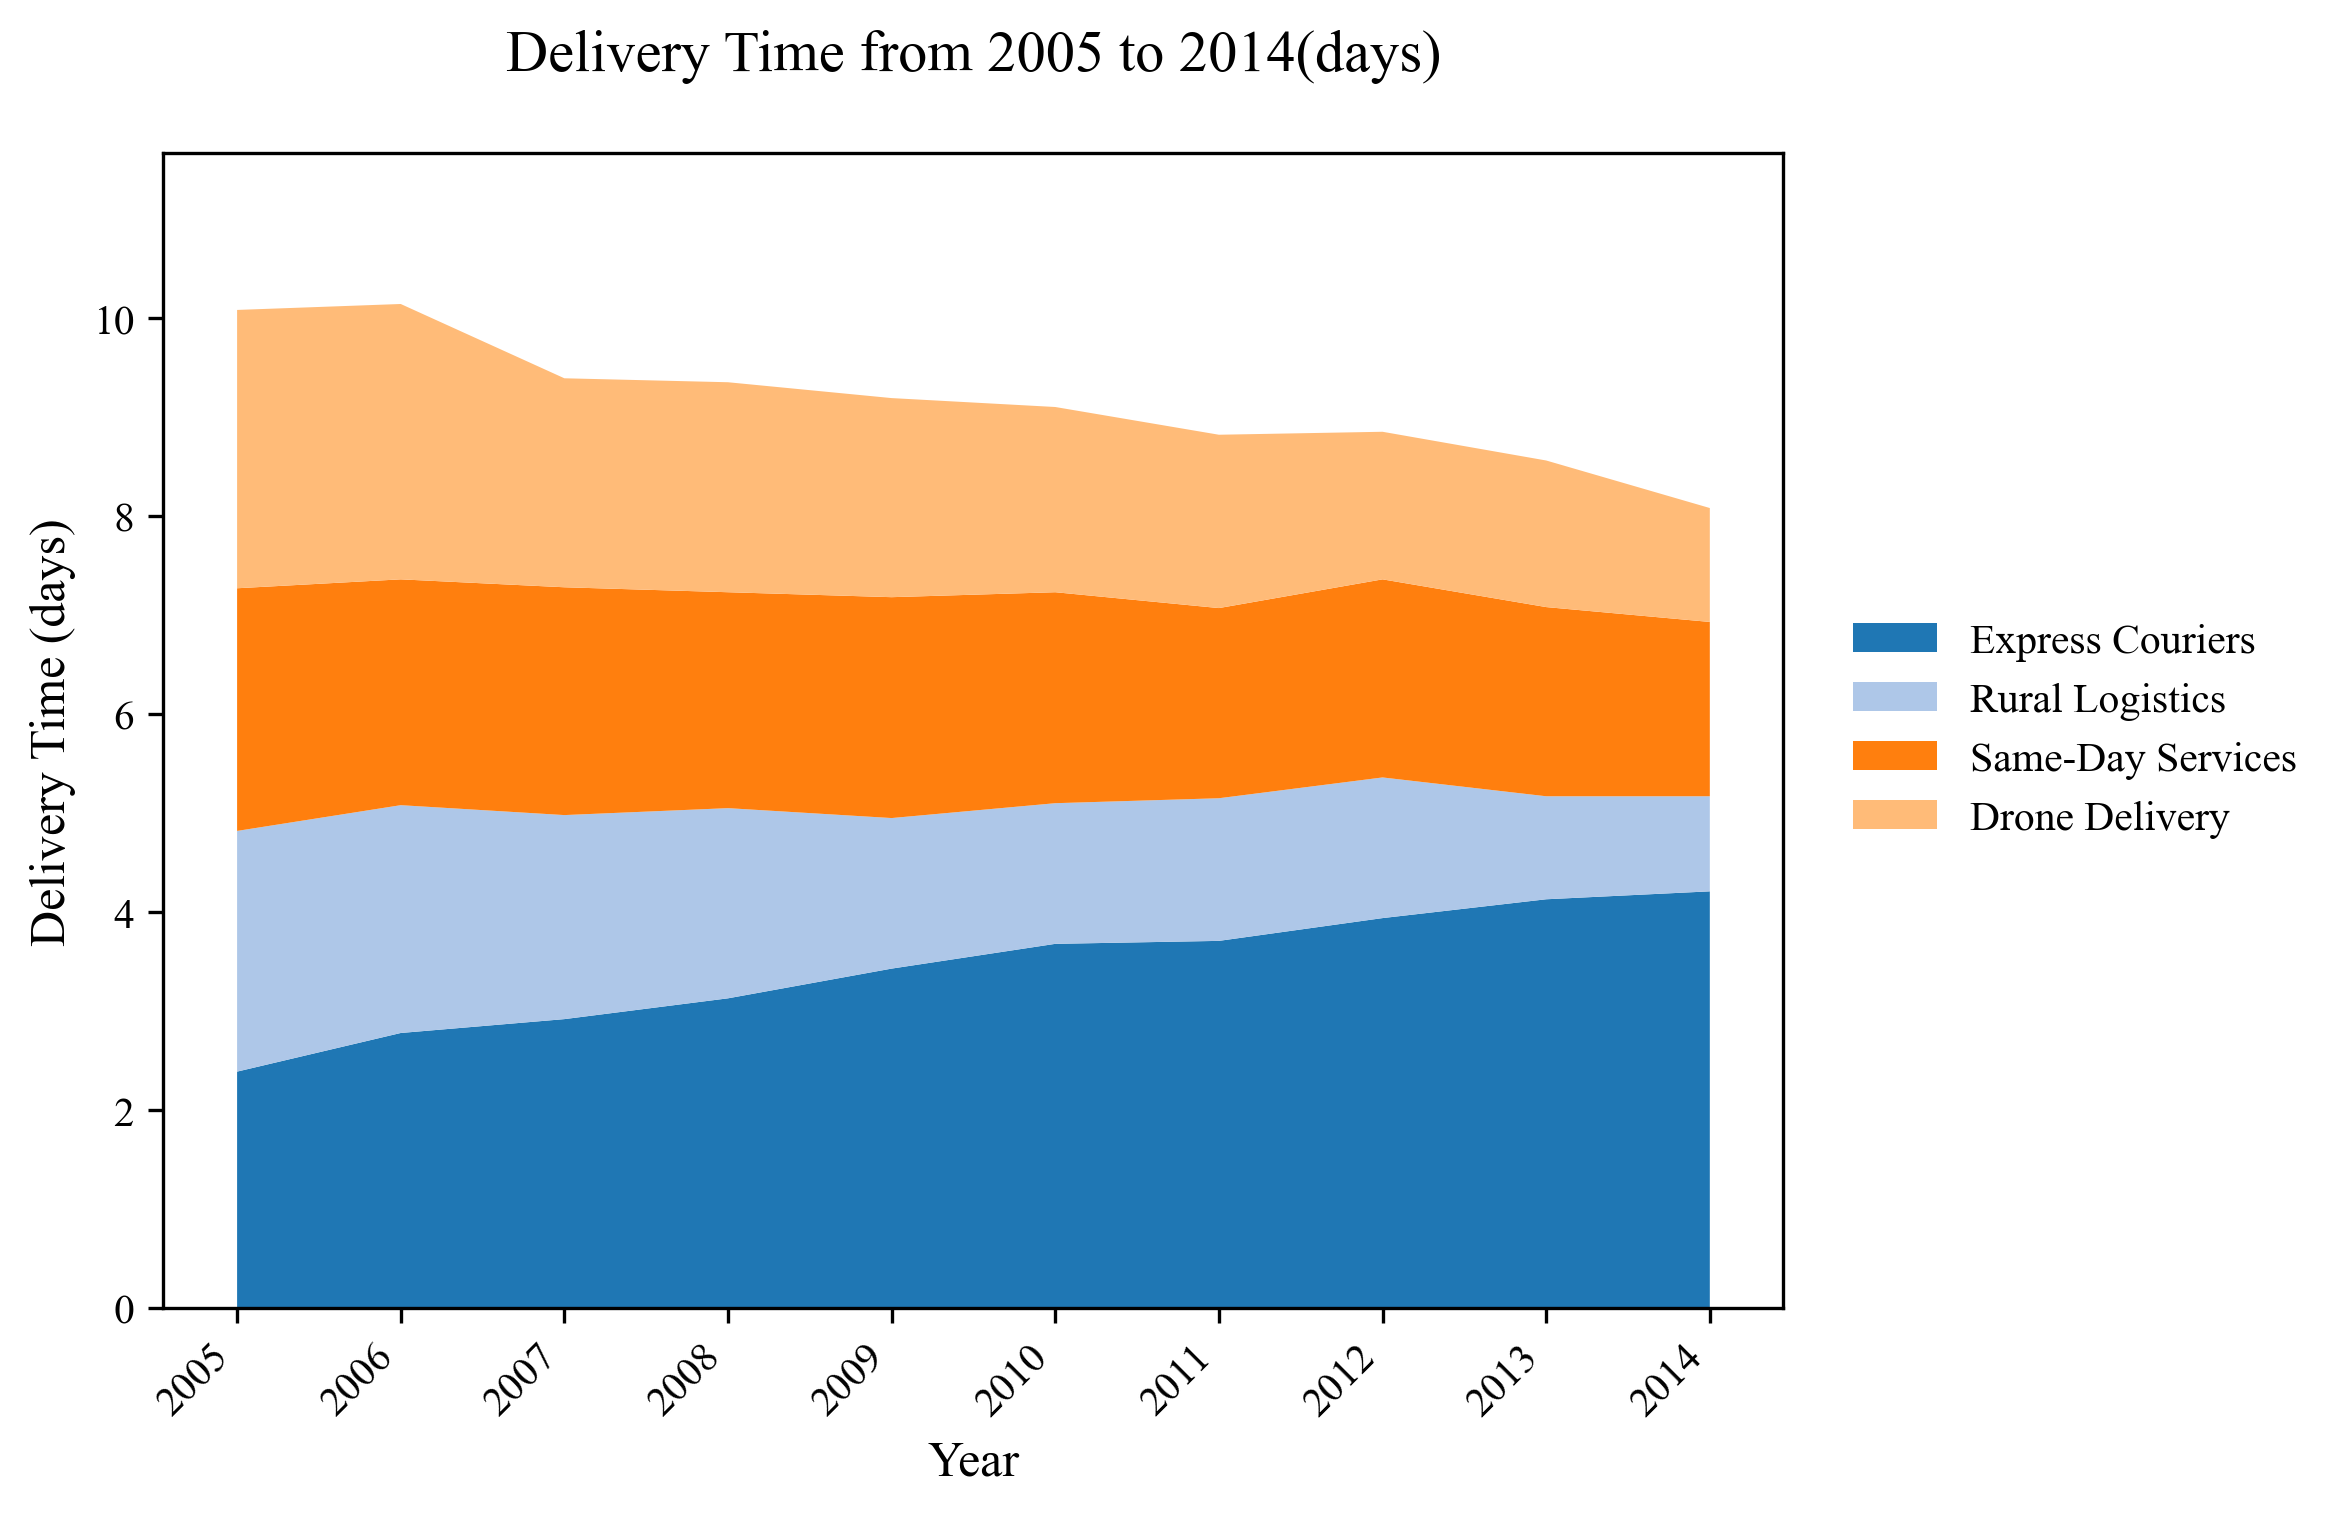 Delivery Time from 2005 to 2014(days)
Delivery Time (days)
10
8
6
4
2
0
2005
2006
2007
2008
2009
2010
2011
2012
2013
2014
Year
Express Couriers
Rural Logistics
Same-Day Services
Drone Delivery